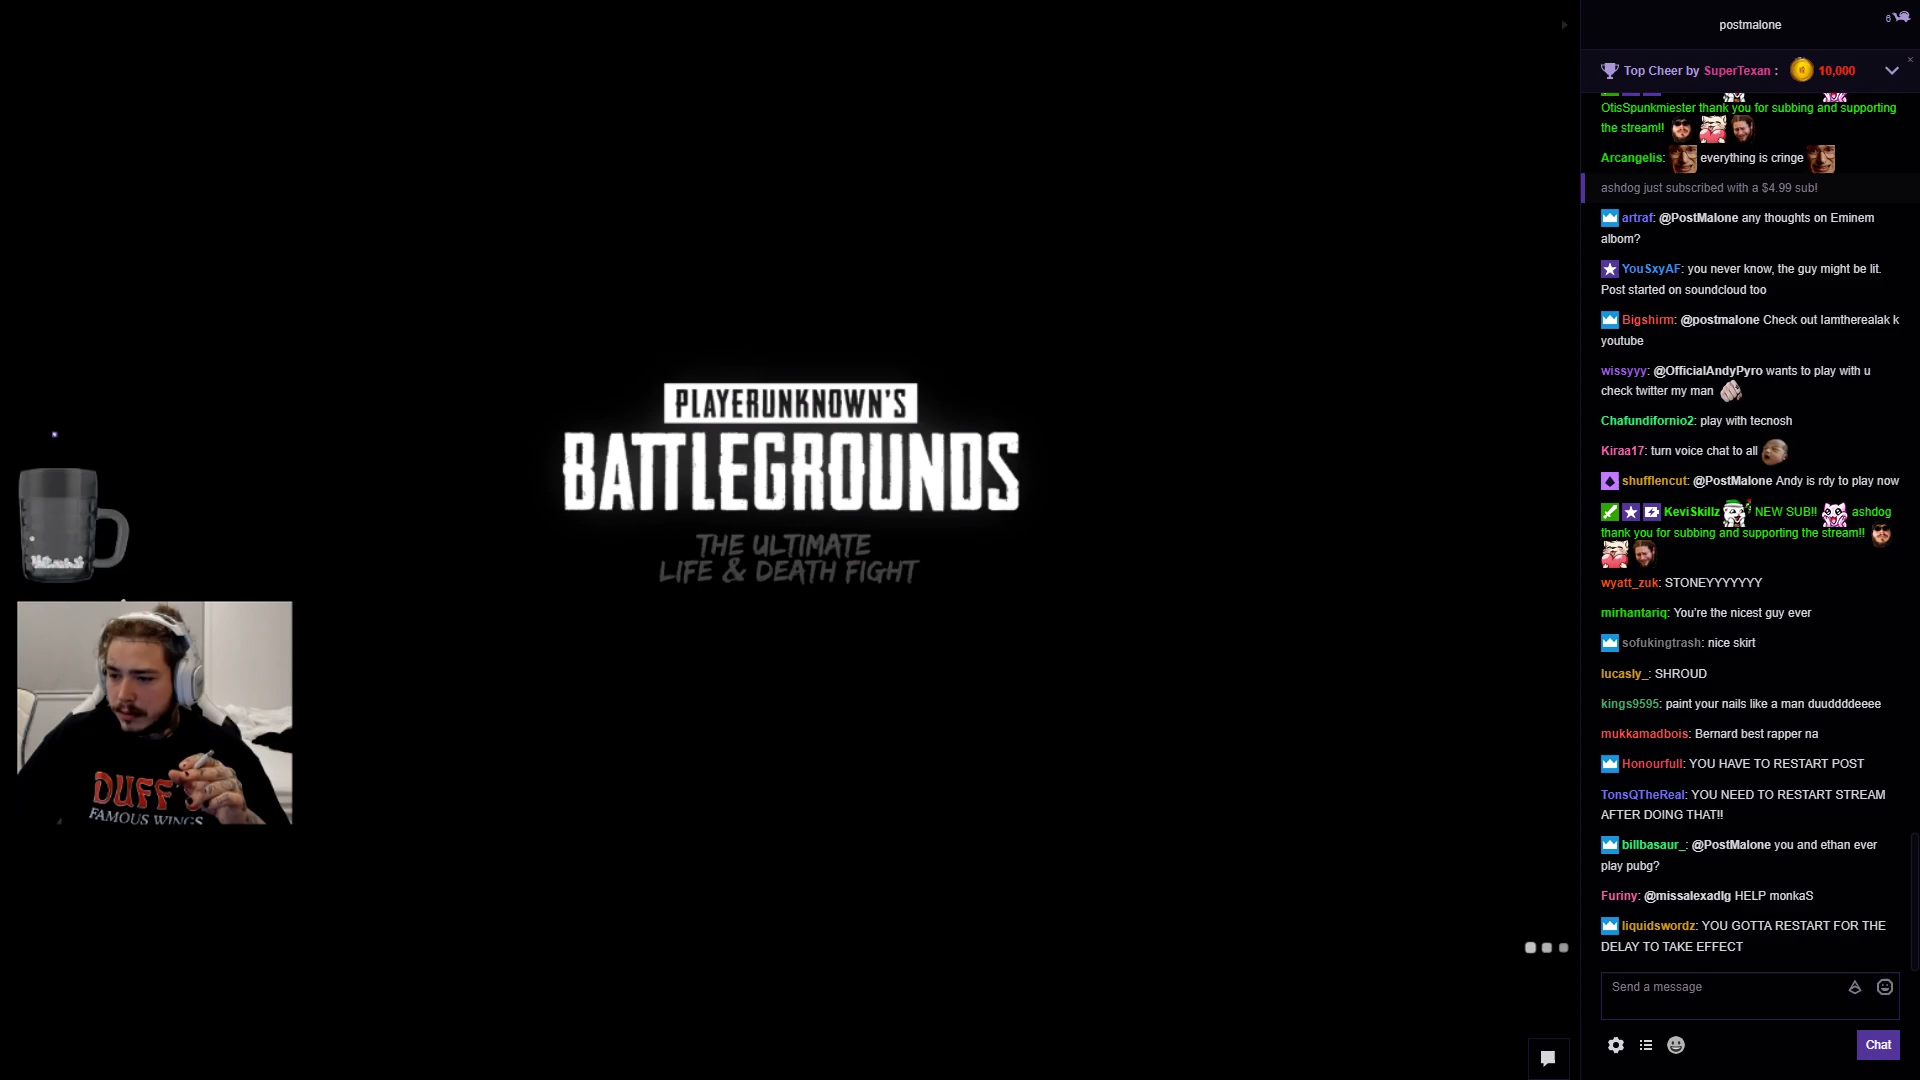 postmalone
6
Top Cheer by SuperTexan : 10,000
OtisSpunkmiester thank you for subbing and supporting
the stream!!
Arcangelis: everything is cringe
ashdog just subscribed with a $4.99 sub!
artraf: @PostMalone any thoughts on Eminem
albom?
YouSxyAF: you never know, the guy might be lit.
Post started on soundcloud too
Bigshirm: @postmalone Check out Iamtherealak k
youtube
wissyyy: @OfficialAndyPyro wants to play with u
check twitter my man
Chafundifornio2: play with tecnosh
Kiraa17: turn voice chat to all
shufflencut: @PostMalone Andy is rdy to play now
KeviSkillz NEW SUB!! ashdog
thank you for subbing and supporting the stream!!
wyatt_zuk: STONEYYYYYYY
mirhantariq: You're the nicest guy ever
sofukingtrash: nice skirt
lucasly_: SHROUD
kings9595: paint your nails like a man duuddddeeee
mukkamadbois: Bernard best rapper na
Honourfull: YOU HAVE TO RESTART POST
TonsQTheReal: YOU NEED TO RESTART STREAM
AFTER DOING THAT!!
billbasaur_: @PostMalone you and ethan ever
play pubg?
Furiny: @missalexadlg HELP monkaS
liquidswordz: YOU GOTTA RESTART FOR THE
DELAY TO TAKE EFFECT
Send a message
Chat
PLAYERUNKNOWN'S
BATTLEGROUNDS
THE ULTIMATE
LIFE & DEATH FIGHT
DUFF'
FAMOUS WINGS